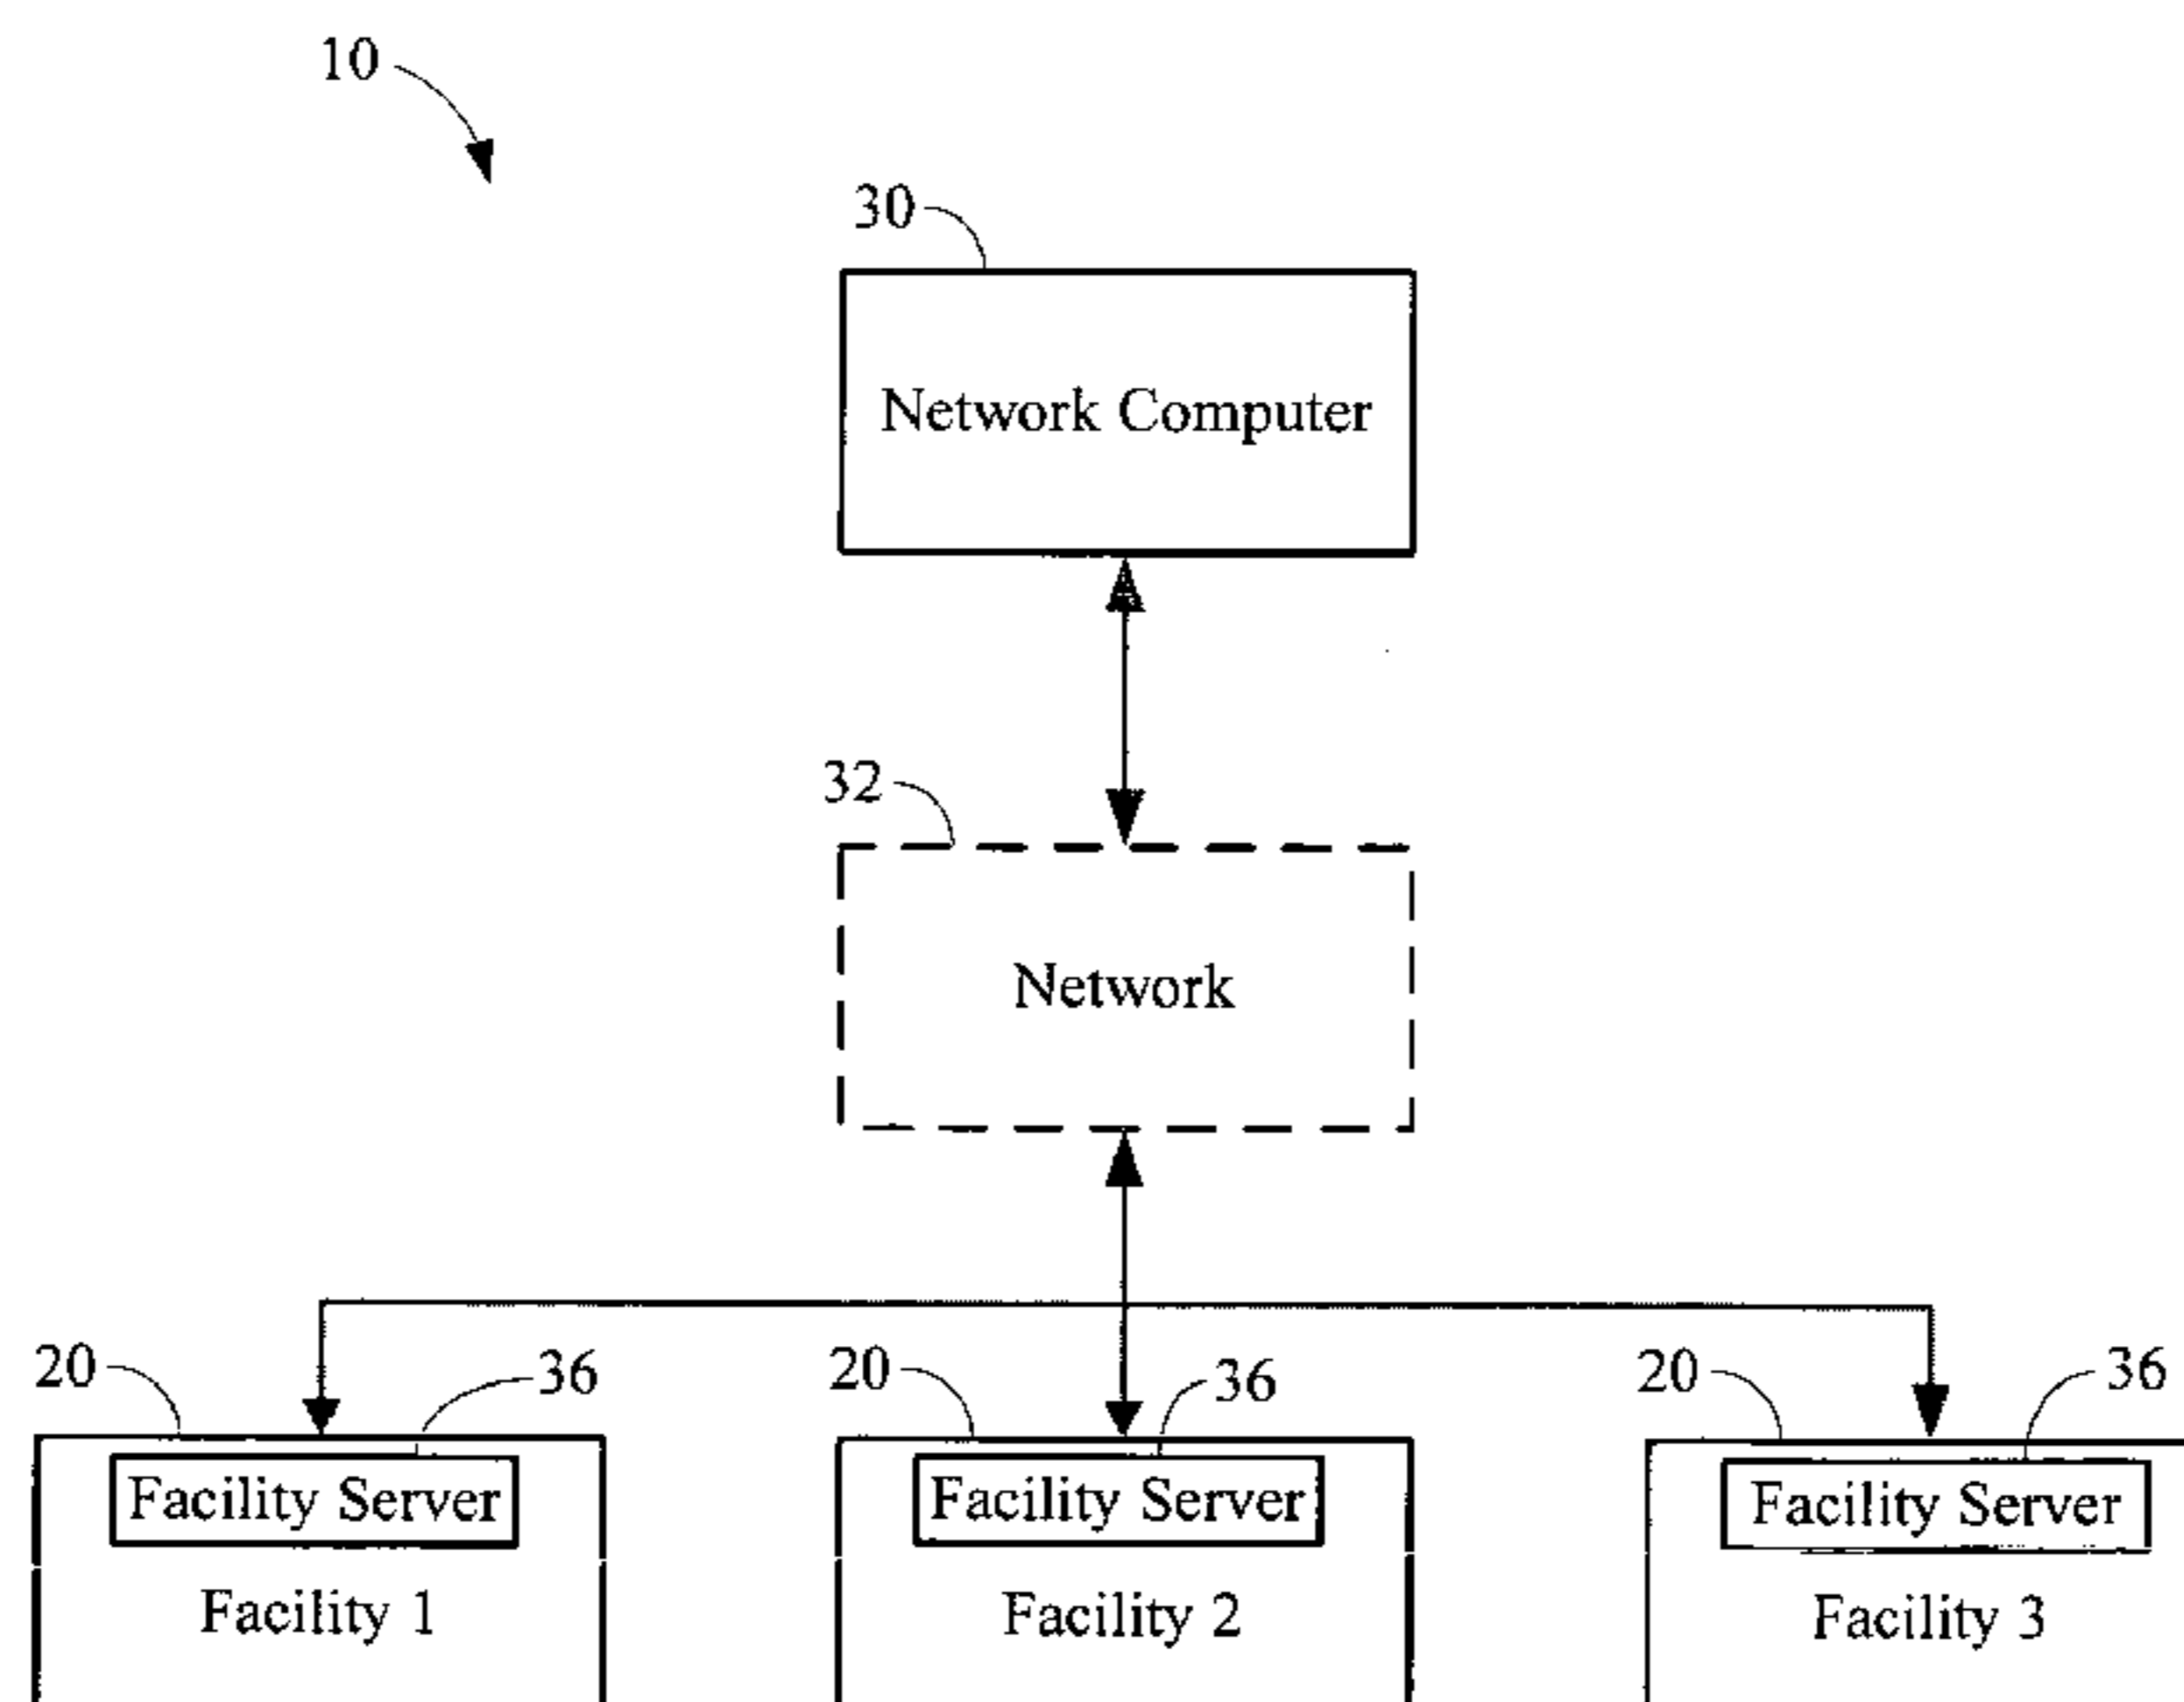 10
30
Network Computer
32
Network
20 36 20 36 20 36
Facility Server Facility Server Facility Server
Facility 1 Facility 2 Facility 3